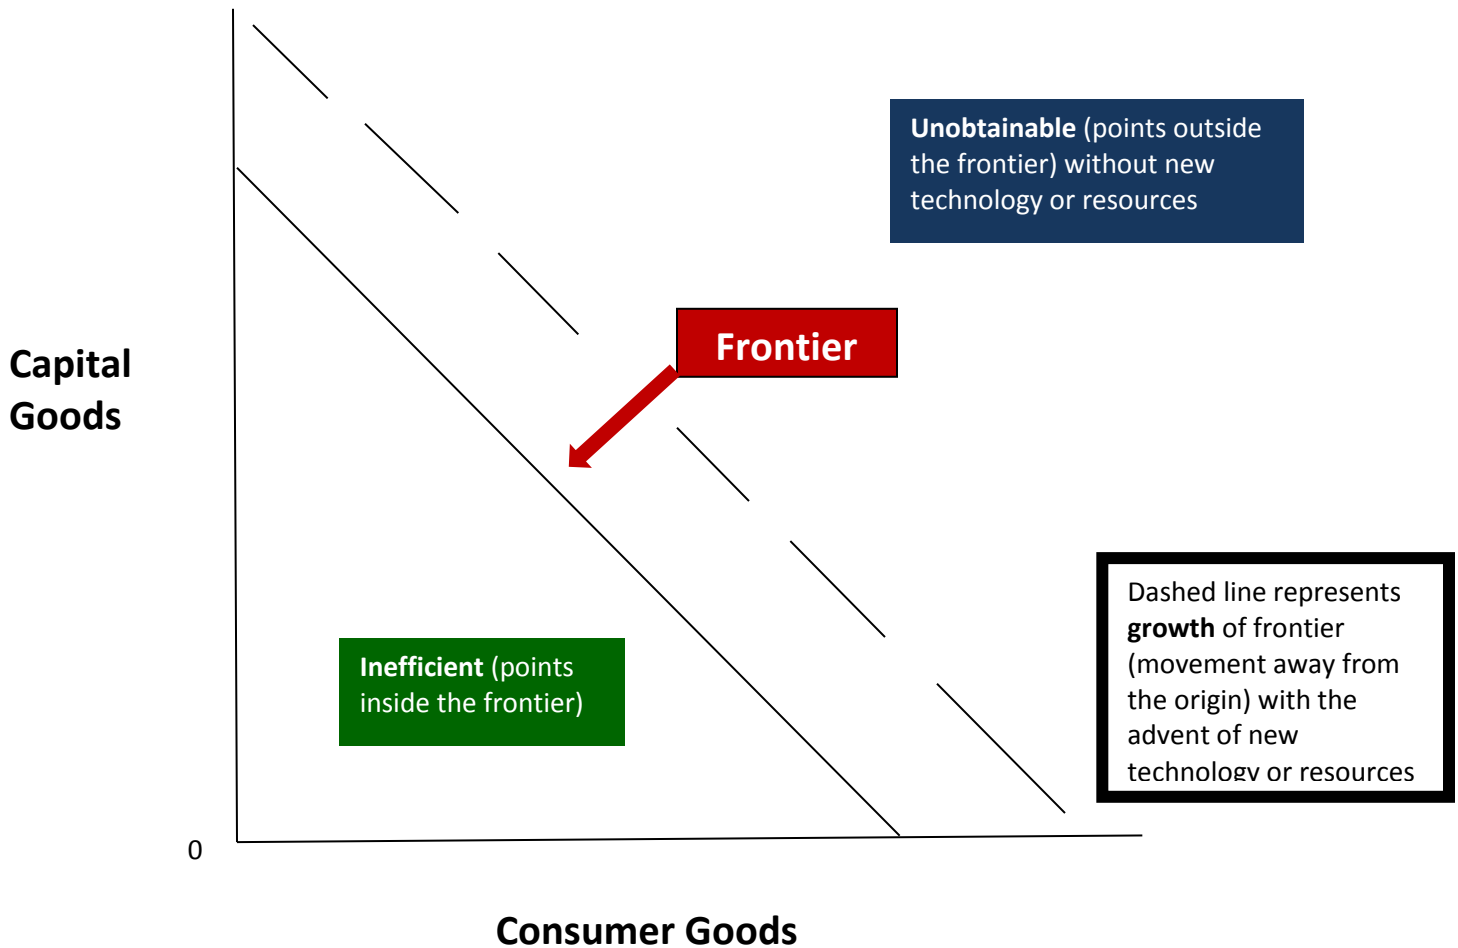 Unobtainable (points outside
the frontier) without new
technology or resources
Frontier
Capital
Goods
Dashed line represents
growth of frontier
(movement away from
the origin) with the
advent of new
technology or resources
Inefficient (points
inside the frontier)
0
Consumer Goods